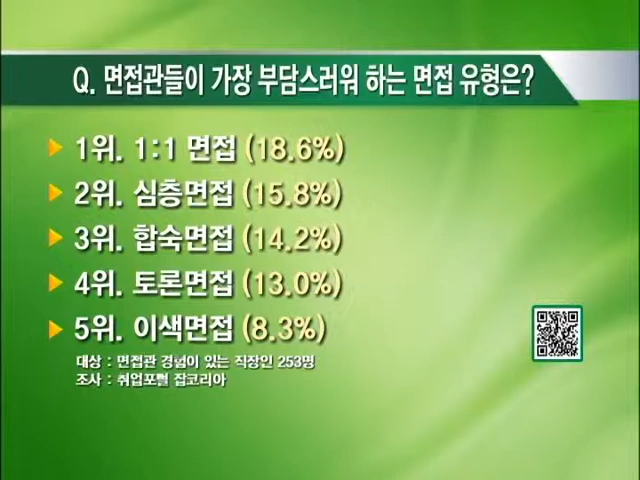 Q. 면접관들이 가장 부담스러워 하는 면접 유형은?
1위. 1:1 면접 (18.6%)
2위. 심층면접 (15.8%)
3위. 합숙면접 (14.2%)
4위. 토론면접 (13.0%)
5위. 이색면접 (8.3%)
대상 : 면접관 경험이 있는 직장인 253명
조사 : 취업포털 잡코리아